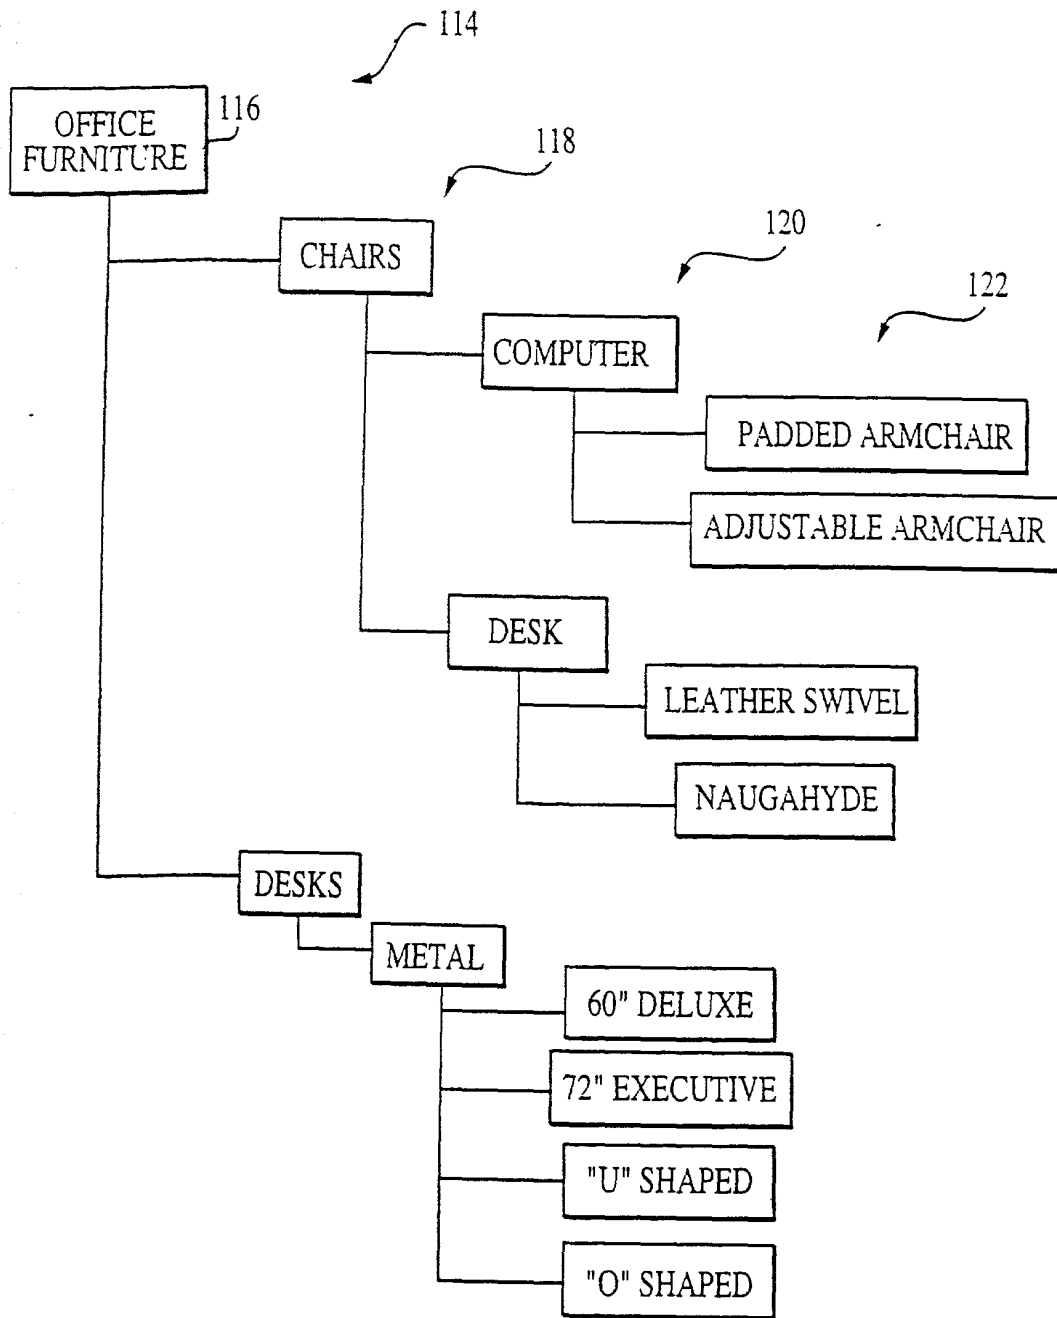 114
OFFICE
FURNITURE
116
118
CHAIRS
120
COMPUTER
122
PADDED ARMCHAIR
ADJUSTABLE ARMCHAIR
DESK
LEATHER SWIVEL
NAUGAHYDE
DESKS
METAL
60" DELUXE
72" EXECUTIVE
"U" SHAPED
"O" SHAPED